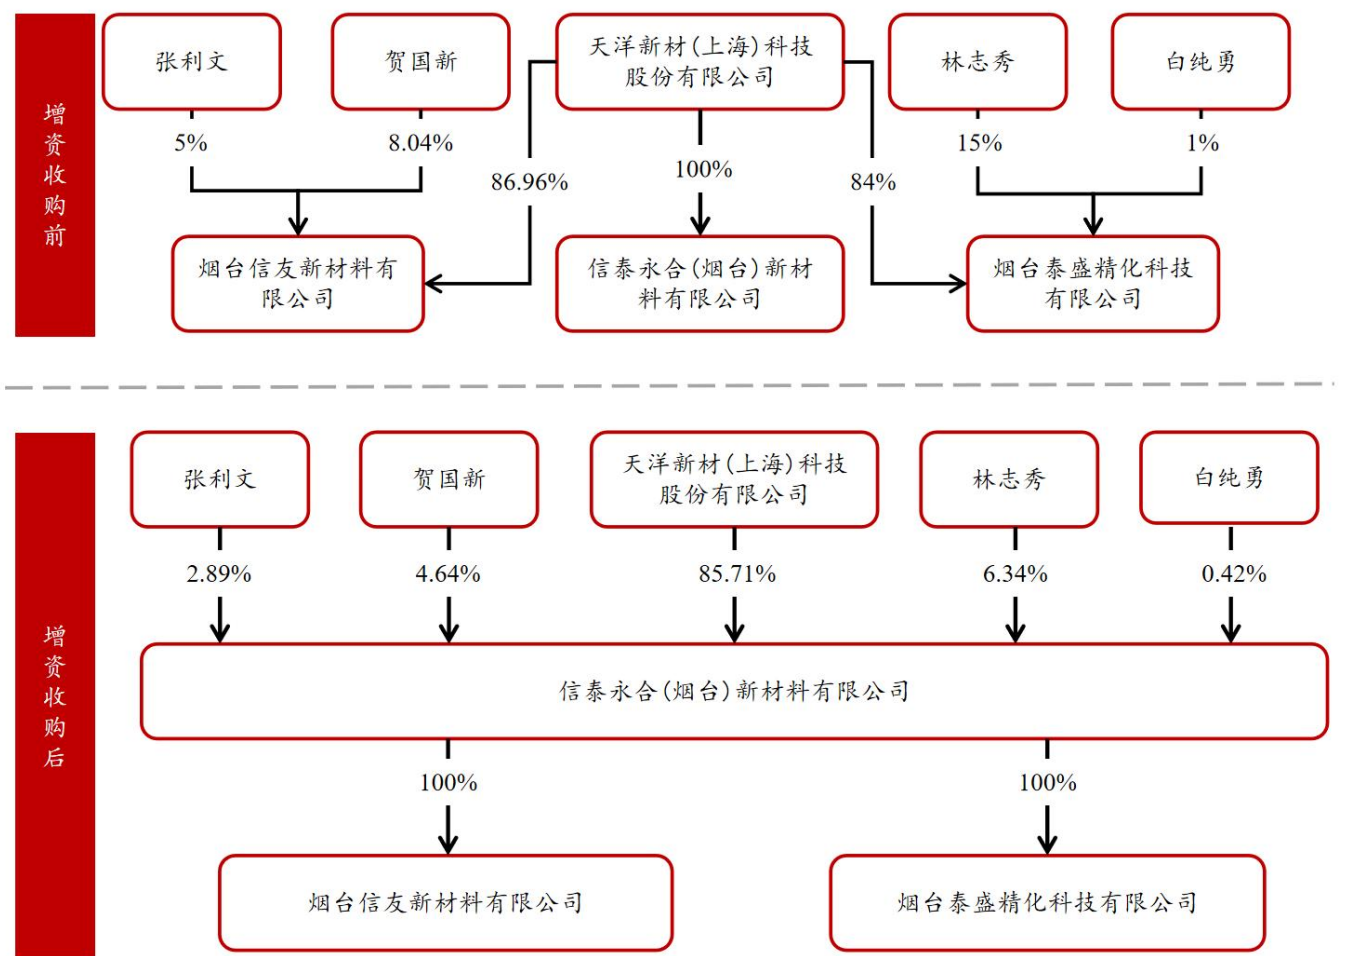 增
资
收
购
前
张利文
贺国新
天洋新材(上海)科技
股份有限公司
林志秀
白纯勇
5%
8.04%
86.96%
100%
84%
15%
1%
烟台信友新材料有
限公司
信泰永合(烟台)新材
料有限公司
烟台泰盛精化科技
有限公司
增
资
收
购
后
张利文
贺国新
天洋新材(上海)科技
股份有限公司
林志秀
白纯勇
2.89%
4.64%
85.71%
6.34%
0.42%
信泰永合(烟台)新材料有限公司
100%
100%
烟台信友新材料有限公司
烟台泰盛精化科技有限公司